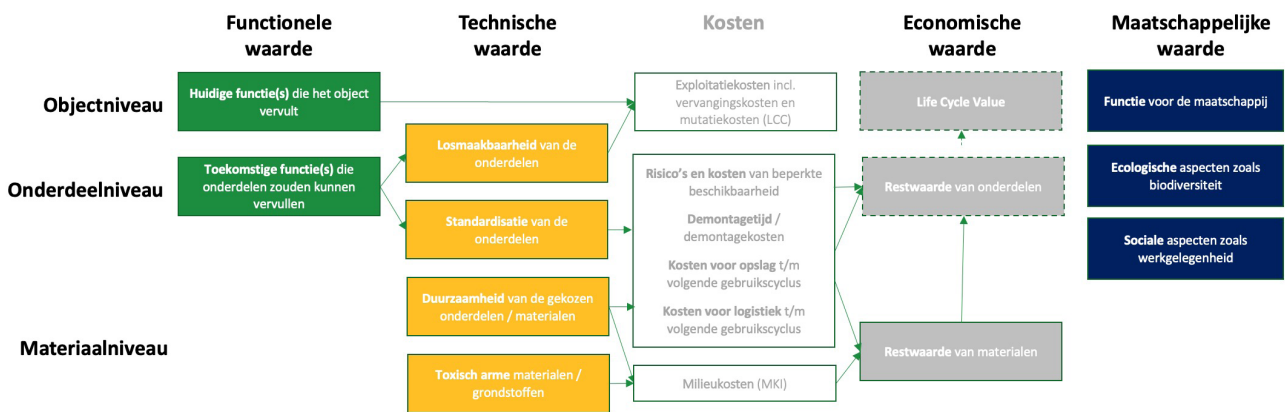 Functionele
waarde
Technische
waarde
Kosten
Economische
waarde
Maatschappelijke
waarde
Objectniveau
Huidige functie(s) die het object
vervult
Exploitatiekosten incl.
vervangingskosten en
mutatiekosten (LCC)
Life Cycle Value
Functie voor de maatschappij
Onderdeelniveau
Toekomstige functie(s) die
onderdelen zouden kunnen
vervullen
Losmaakbaarheid van de
onderdelen
Standardisatie van de
onderdelen
Risico's en kosten van beperkte
beschikbaarheid
Demontagetijd /
demontagekosten
Kosten voor opslag t/m
volgende gebruikscyclus
Kosten voor logistiek t/m
volgende gebruikscyclus
Restwaarde van onderdelen
Ecologische aspecten zoals
biodiversiteit
Sociale aspecten zoals
werkgelegenheid
Materiaalniveau
Duurzaamheid van de gekozen
onderdelen / materialen
Toxisch arme materialen /
grondstoffen
Milieukosten (MKI)
Restwaarde van materialen